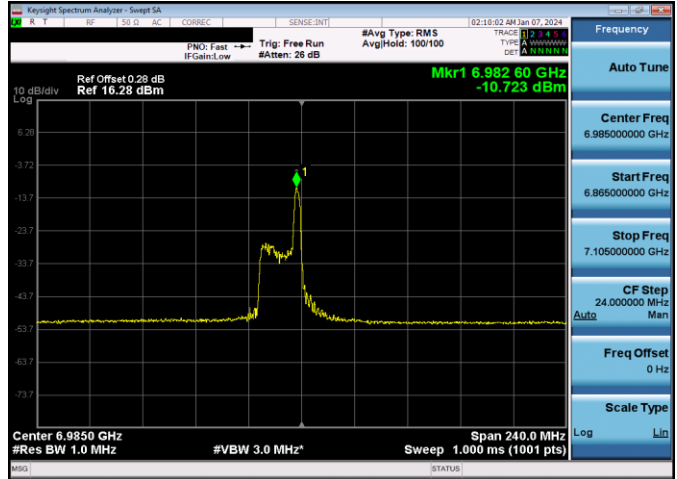 Keysight Spectrum Analyzer - Swept SA
R T RF 50 Ω AC CORREC SENSE:INT 02:10:02 AM Jan 07, 2024
PNO: Fast
IFGain:Low
Trig: Free Run
#Atten: 26 dB
#Avg Type: RMS
Avg|Hold: 100/100
TRACE 1 2 3 4 5 6
TYPE A WWWWW
DET A N N N N N
Ref Offset 0.28 dB
10 dB/div Ref 16.28 dBm
Log
Mkr1 6.982 60 GHz
-10.723 dBm
6.28
-3.72
-13.7
-23.7
-33.7
-43.7
-53.7
-63.7
-73.7
1
Center 6.9850 GHz
#Res BW 1.0 MHz
#VBW 3.0 MHz*
Span 240.0 MHz
Sweep 1.000 ms (1001 pts)
MSG
STATUS
Frequency
Auto Tune
Center Freq
6.985000000 GHz
Start Freq
6.865000000 GHz
Stop Freq
7.105000000 GHz
CF Step
24.000000 MHz
Auto Man
Freq Offset
0 Hz
Scale Type
Log Lin